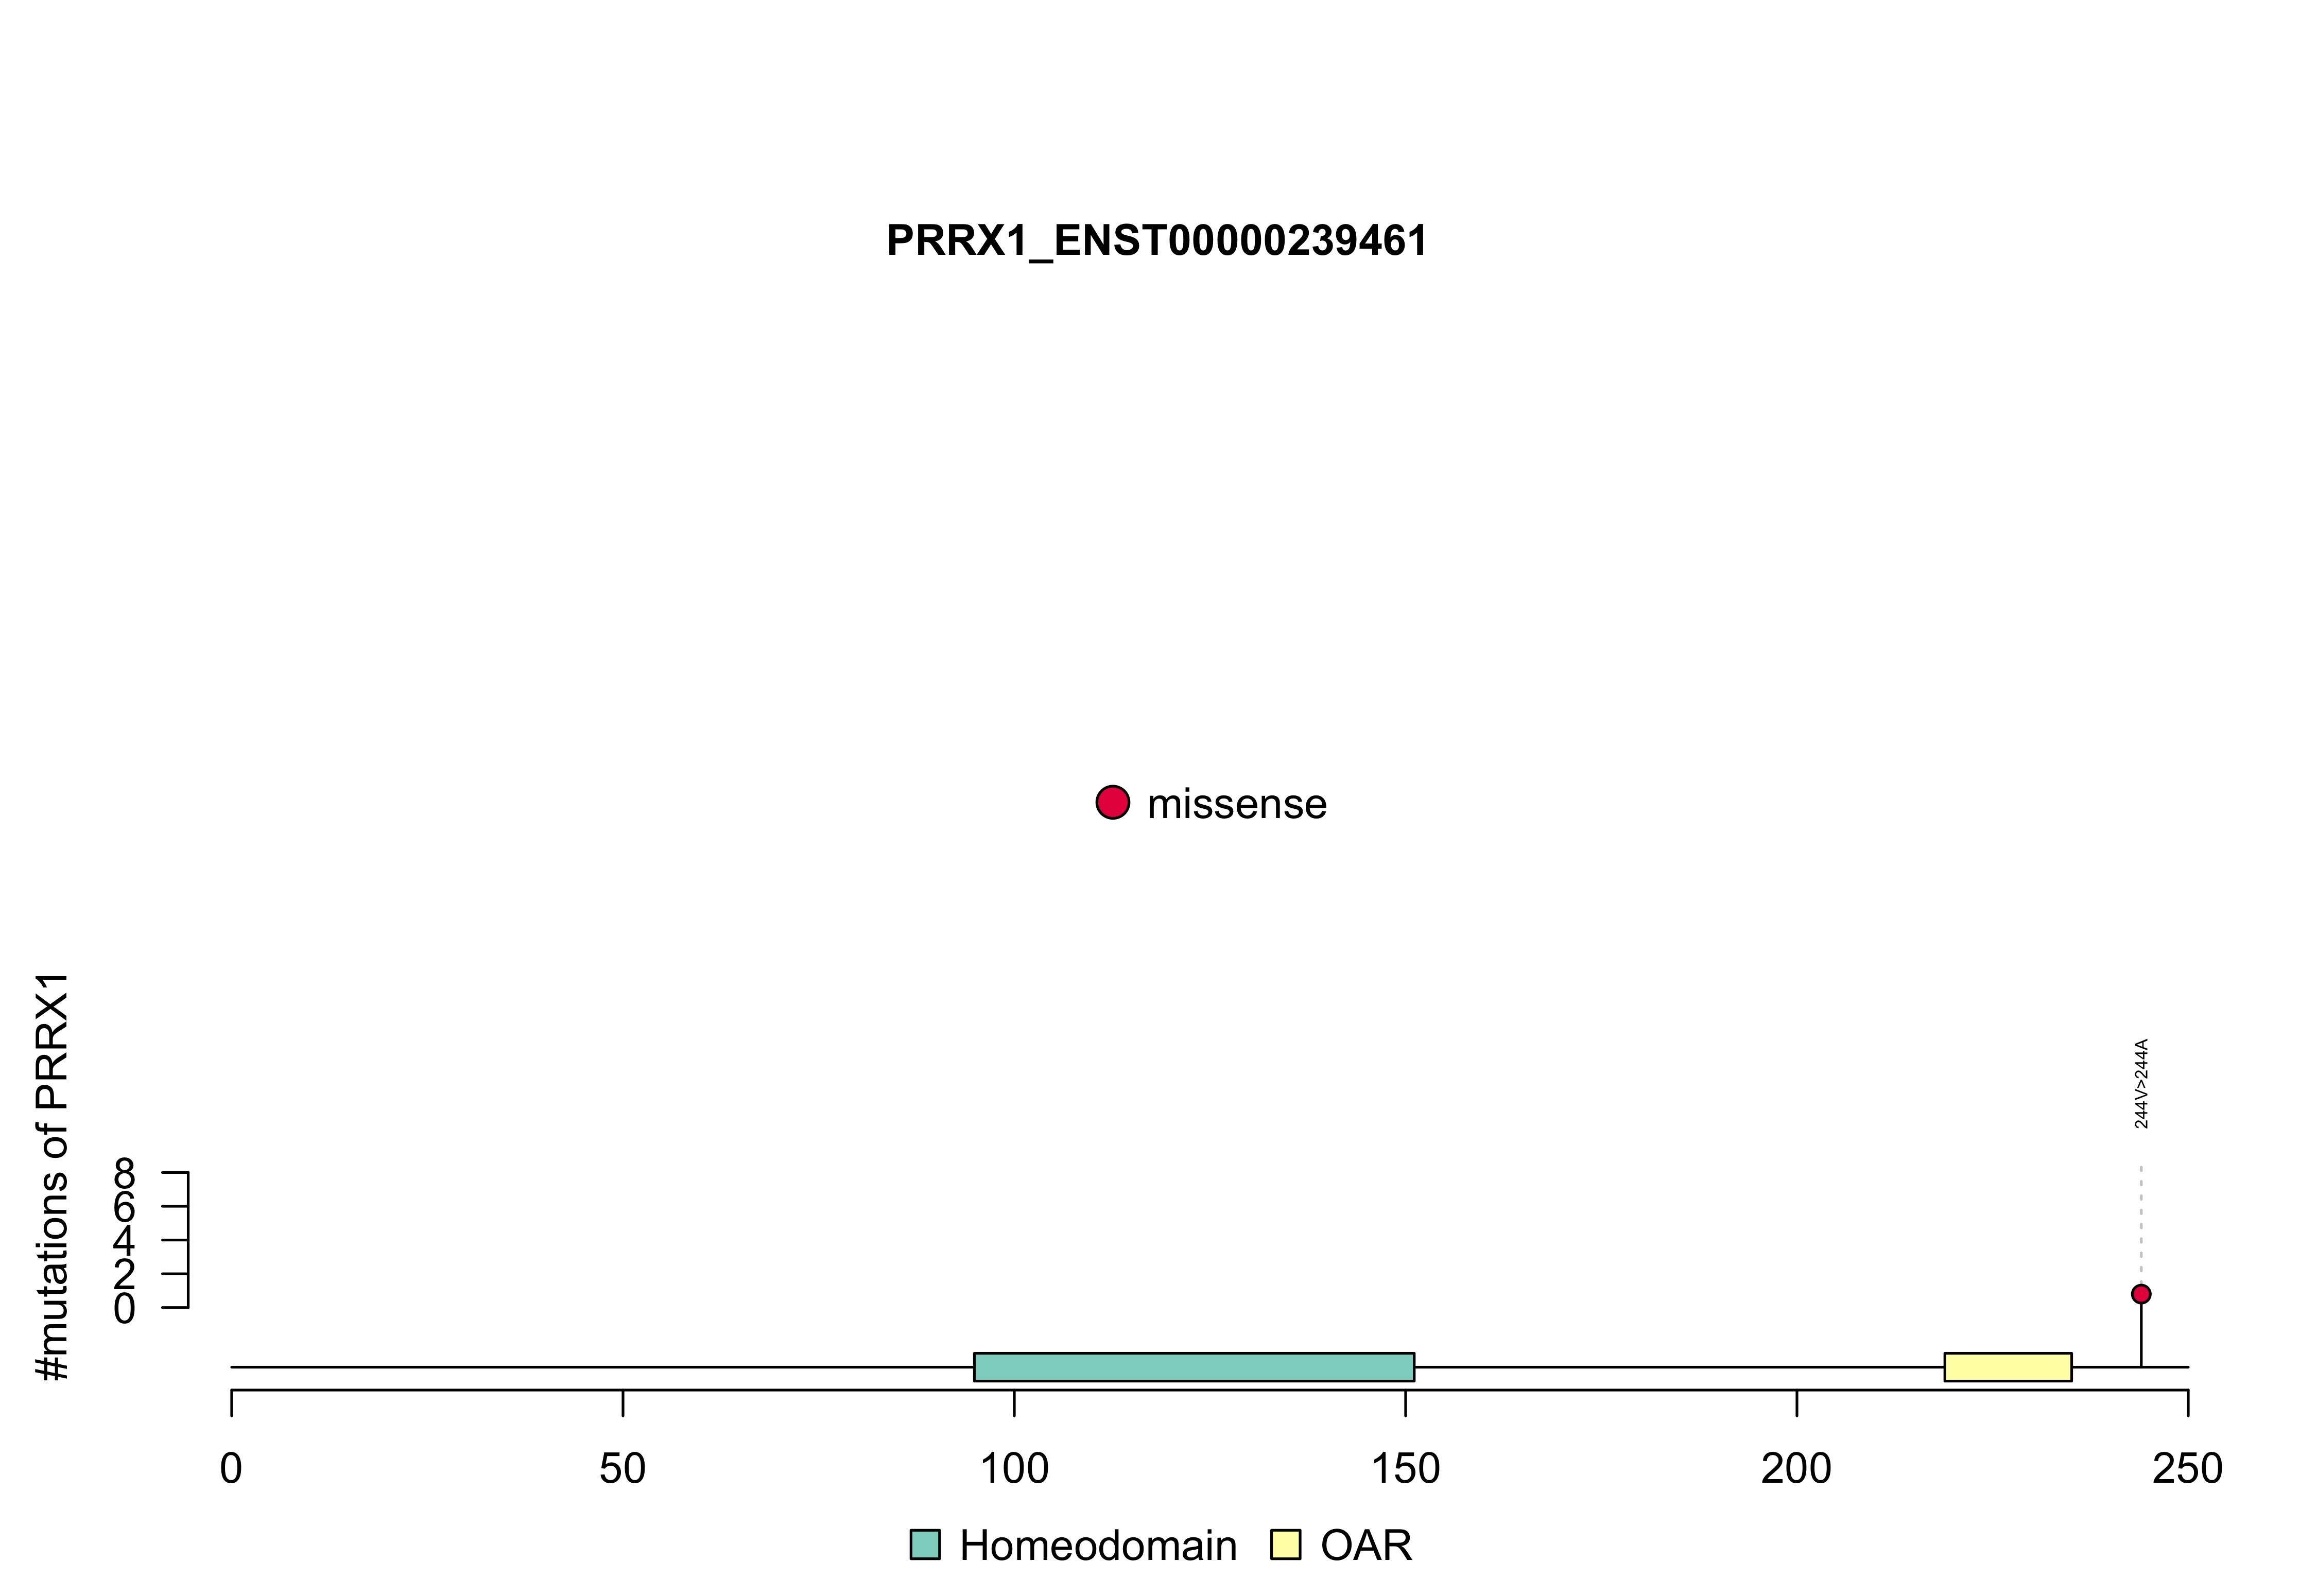 PRRX1_ENST00000239461
missense
#mutations of PRRX1
244V>244A
8
6
4
2
0
0 50 100 150 200 250
Homeodomain OAR